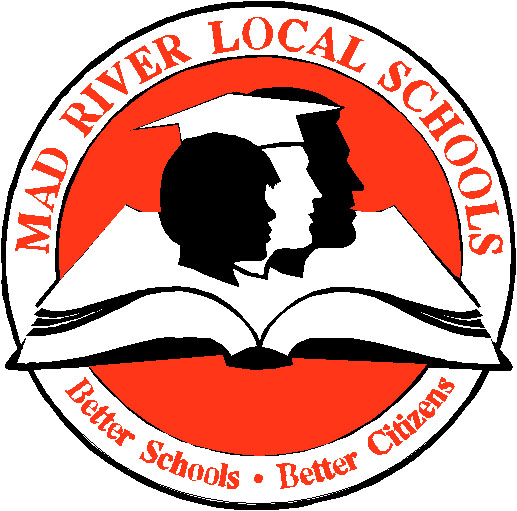 MAD RIVER LOCAL SCHOOLS
Better Schools • Better Citizens